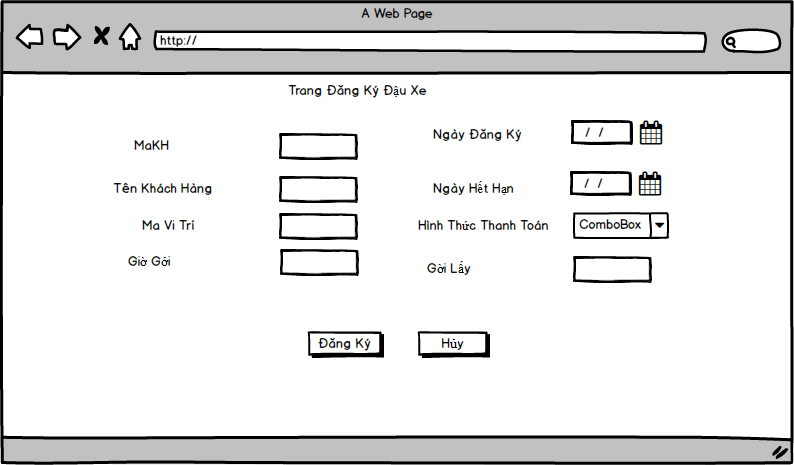 A Web Page
http://
Trang Đăng Ký Đậu Xe
MaKH
Ngày Đăng Ký
/ /
Tên Khách Hàng
Ngày Hết Hạn
/ /
Ma Vi Trí
Hình Thức Thanh Toán
ComboBox
Giờ Gởi
Gời Lấy
Đăng Ký
Hủy